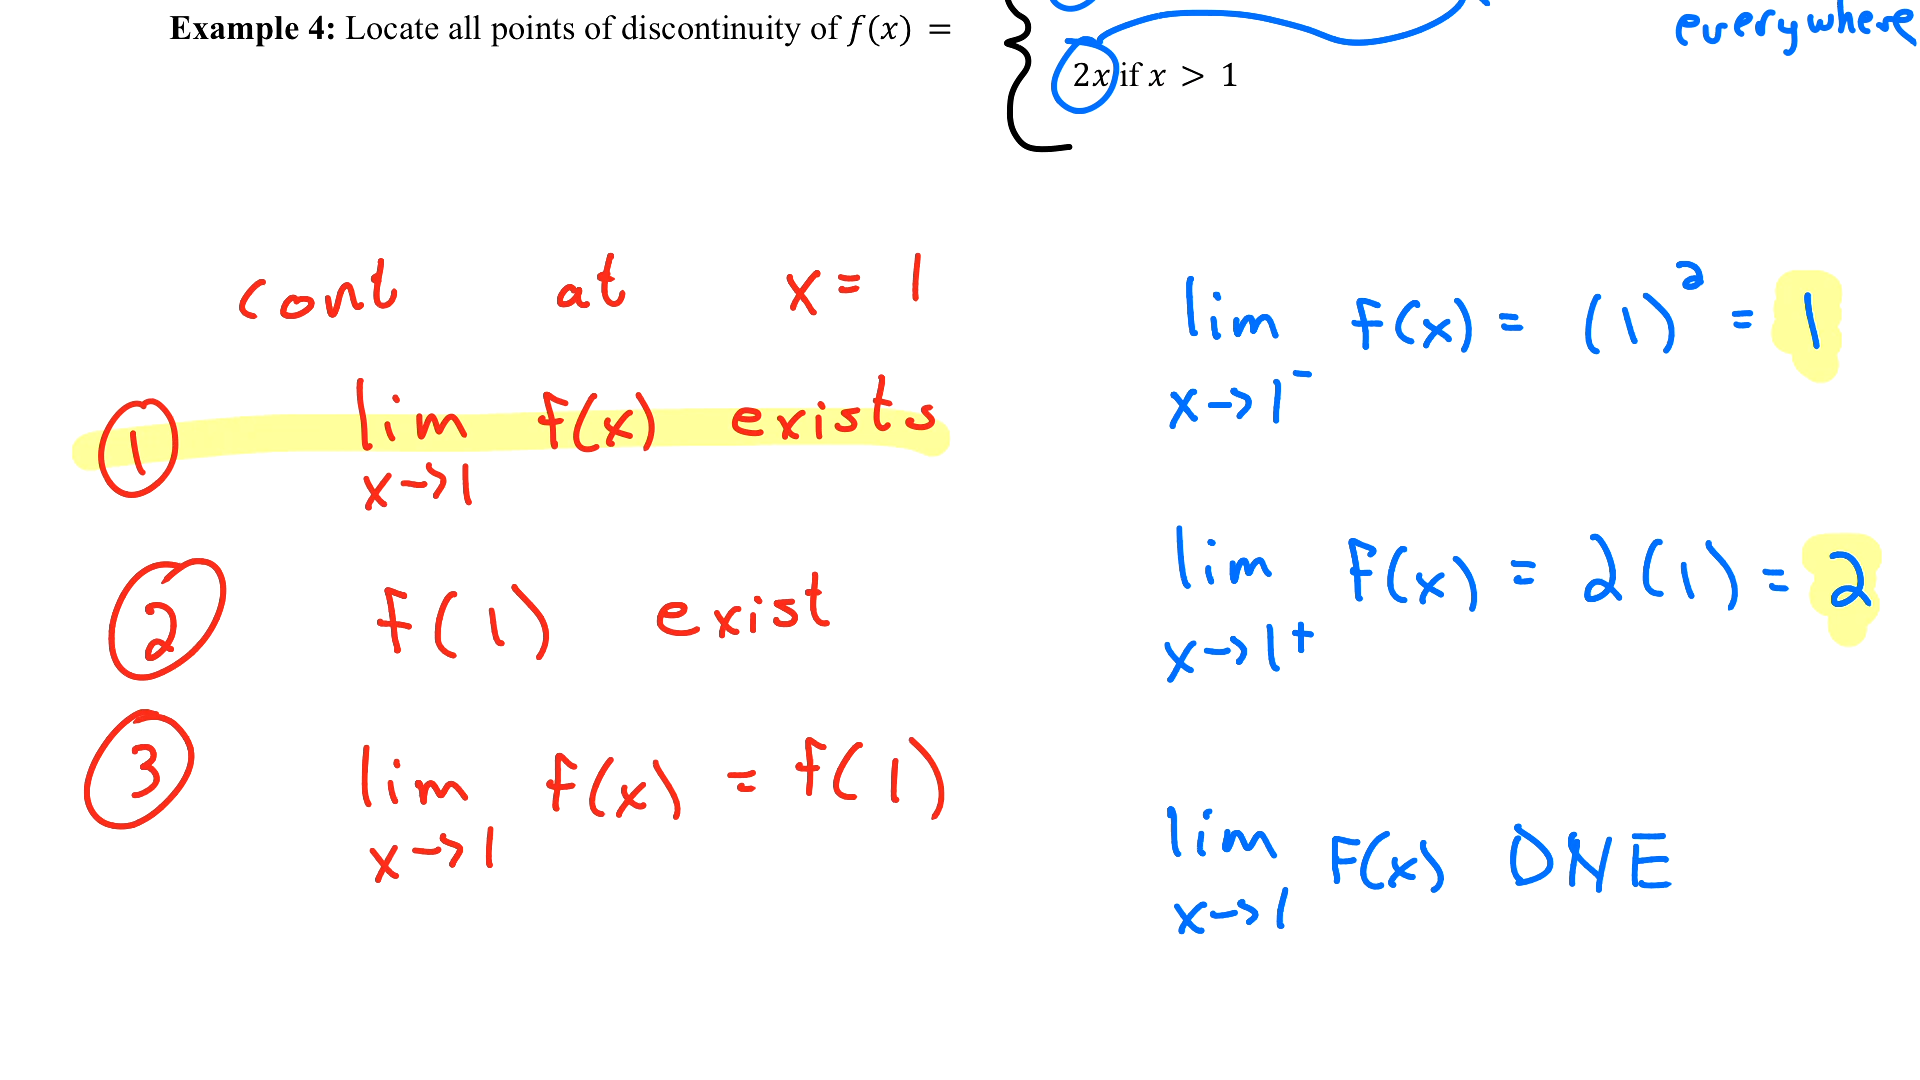 Example 4: Locate all points of discontinuity of f(x) =
everywhere
2x if x > 1
cont at x = 1
① lim f(x) exists
x→1
② f(1) exist
③ lim f(x) = f(1)
x→1
lim f(x) = (1)² = 1
x→1⁻
lim f(x) = 2(1) = 2
x→1⁺
lim f(x) DNE
x→1